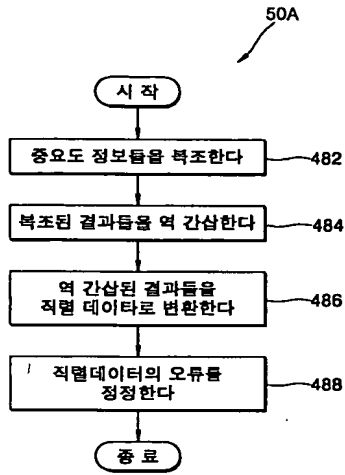 50A
시 작
중요도 정보들을 복조한다
482
복조된 결과들을 역 간삽한다
484
역 간삽된 결과들을
직렬 데이타로 변환한다
486
직렬데이터의 오류를
정정한다
488
종 료